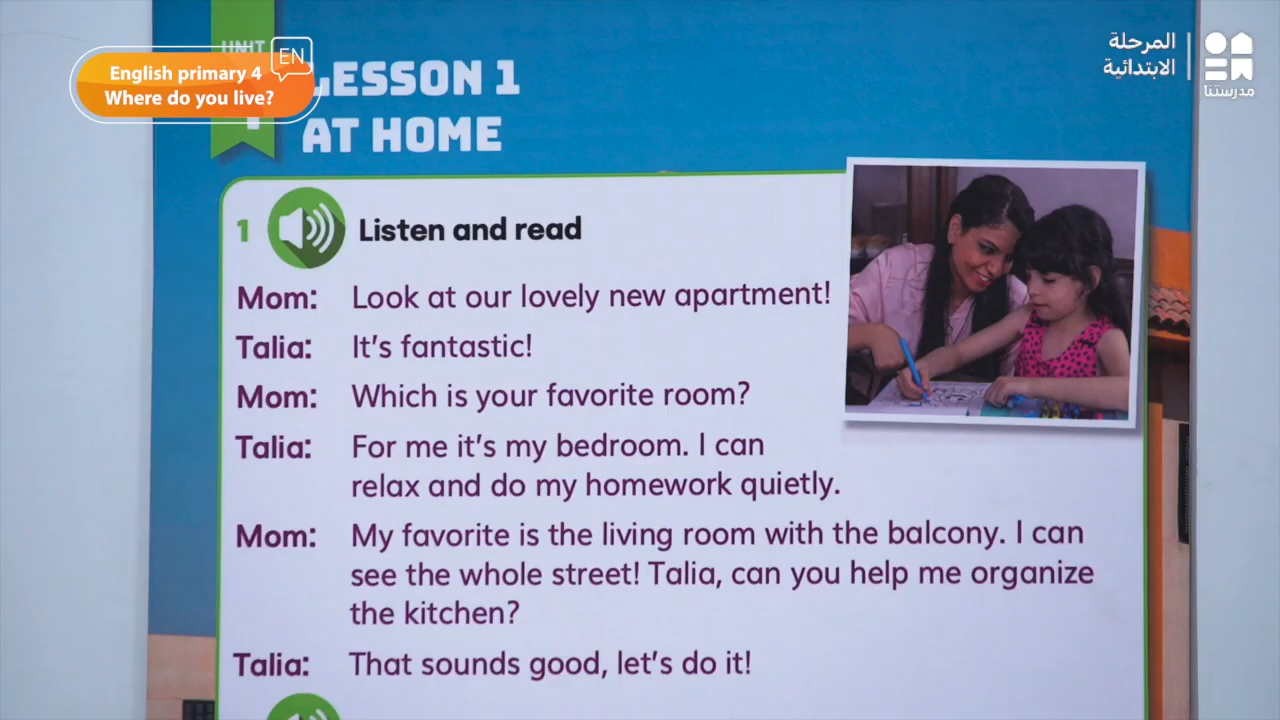 UNIT
EN
English primary 4
Where do you live?
LESSON 1
AT HOME
المرحلة
الابتدائية
مدرستنا
1 Listen and read
Mom: Look at our lovely new apartment!
Talia: It's fantastic!
Mom: Which is your favorite room?
Talia: For me it's my bedroom. I can
relax and do my homework quietly.
Mom: My favorite is the living room with the balcony. I can
see the whole street! Talia, can you help me organize
the kitchen?
Talia: That sounds good, let's do it!